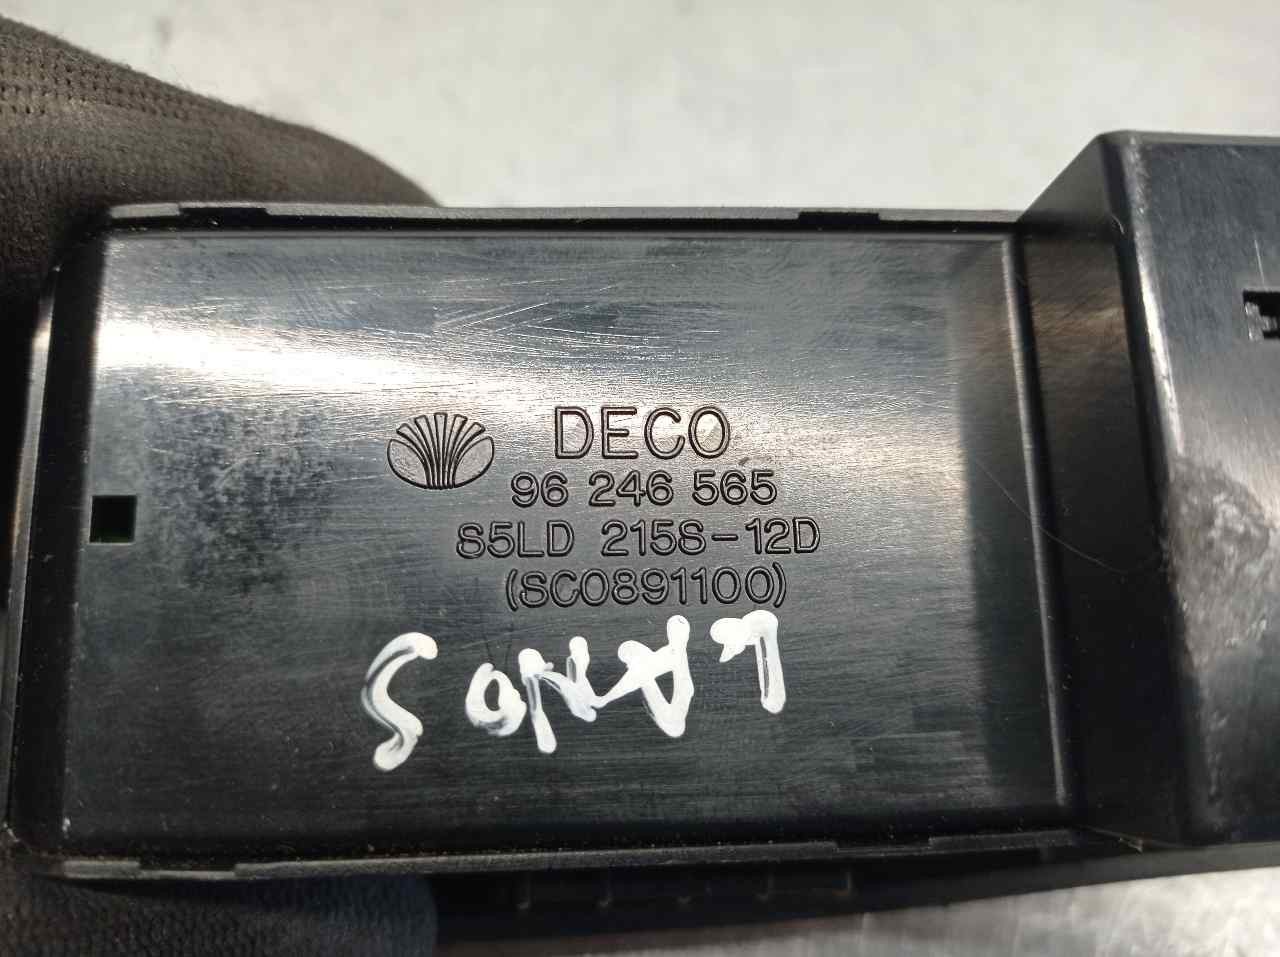 DECO
96 246 565
S5LD 215S-12D
(SC0891100)
LANOS